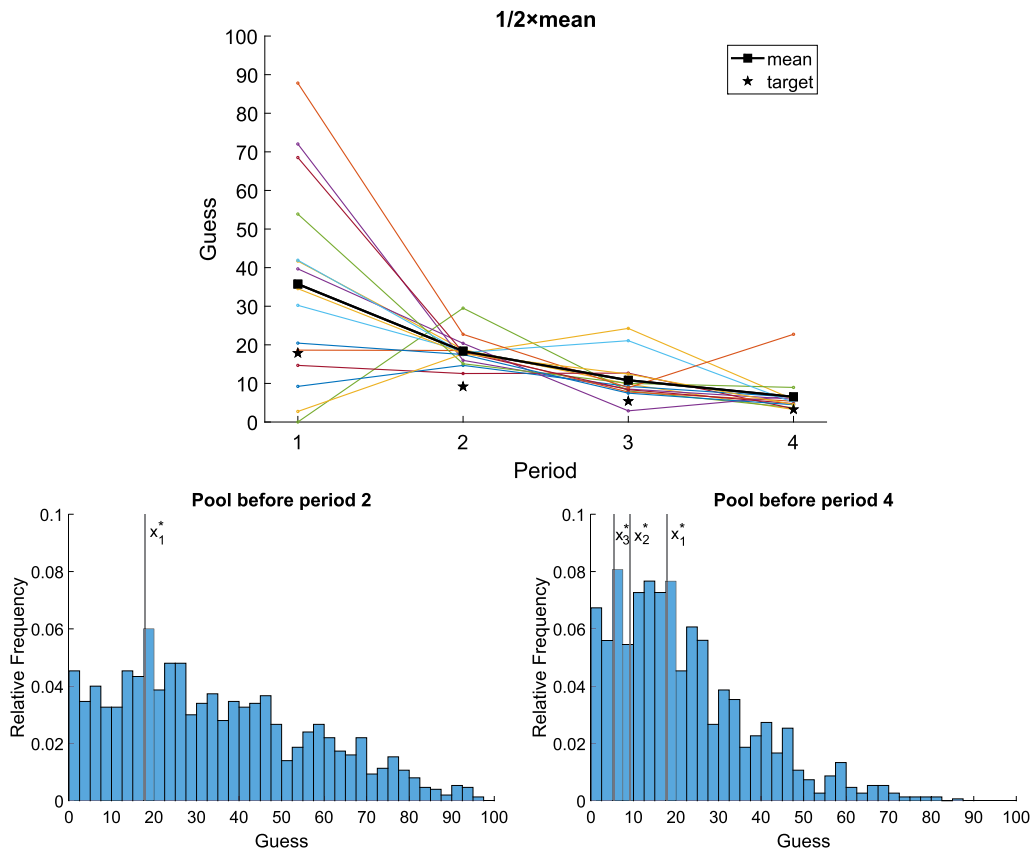 1/2×mean
100
90
80
70
60
50
40
30
20
10
0
Guess
mean
target
1 2 3 4
Period
Pool before period 2
0.1
0.08
0.06
0.04
0.02
0
Relative Frequency
x*1
0 10 20 30 40 50 60 70 80 90 100
Guess
Pool before period 4
0.1
0.08
0.06
0.04
0.02
0
Relative Frequency
x*3 x*2 x*1
0 10 20 30 40 50 60 70 80 90 100
Guess